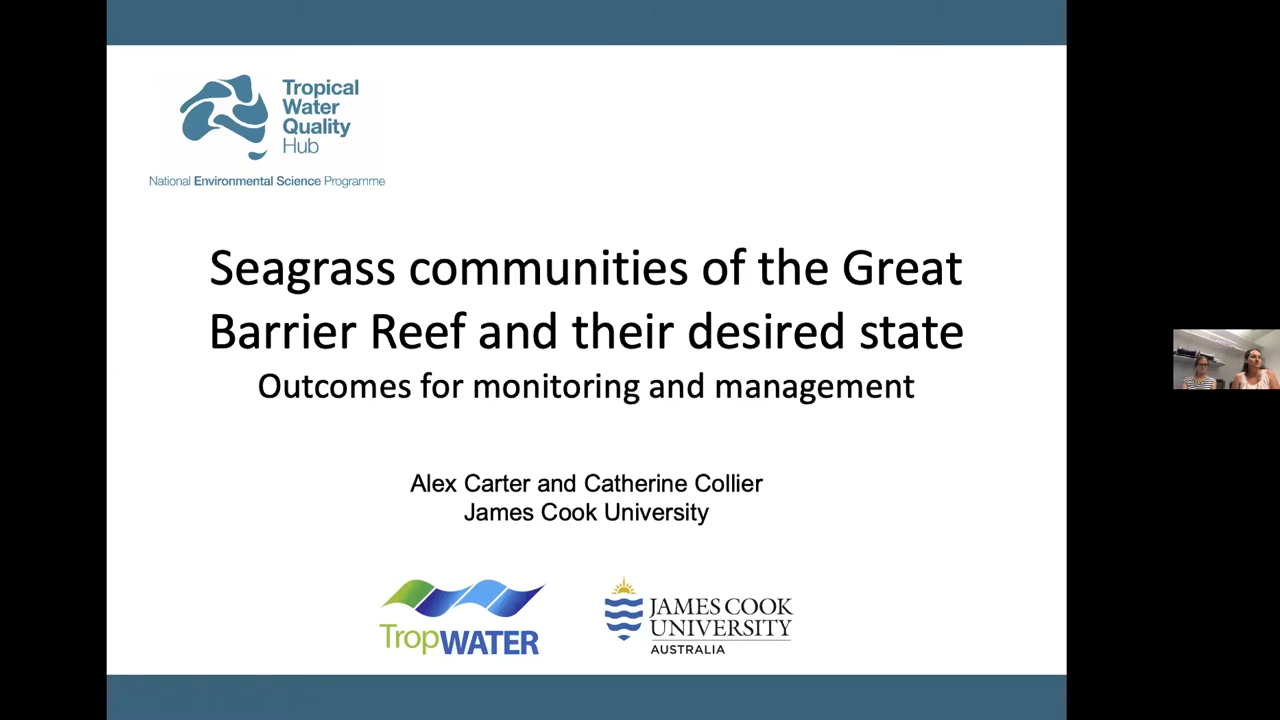 Tropical
Water
Quality
Hub
National Environmental Science Programme
Seagrass communities of the Great
Barrier Reef and their desired state
Outcomes for monitoring and management
Alex Carter and Catherine Collier
James Cook University
TropWATER
JAMES COOK
UNIVERSITY
AUSTRALIA